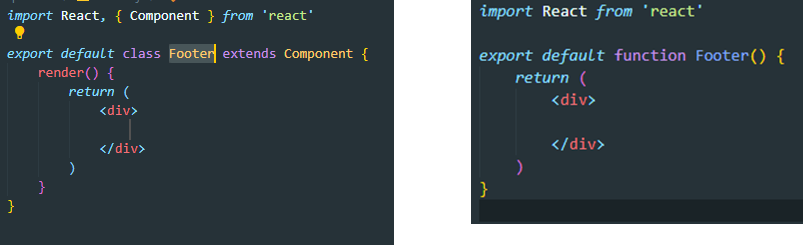 import React, { Component } from 'react'
export default class Footer extends Component {
render() {
return (
<div>
</div>
)
}
}
import React from 'react'
export default function Footer() {
return (
<div>
</div>
)
}